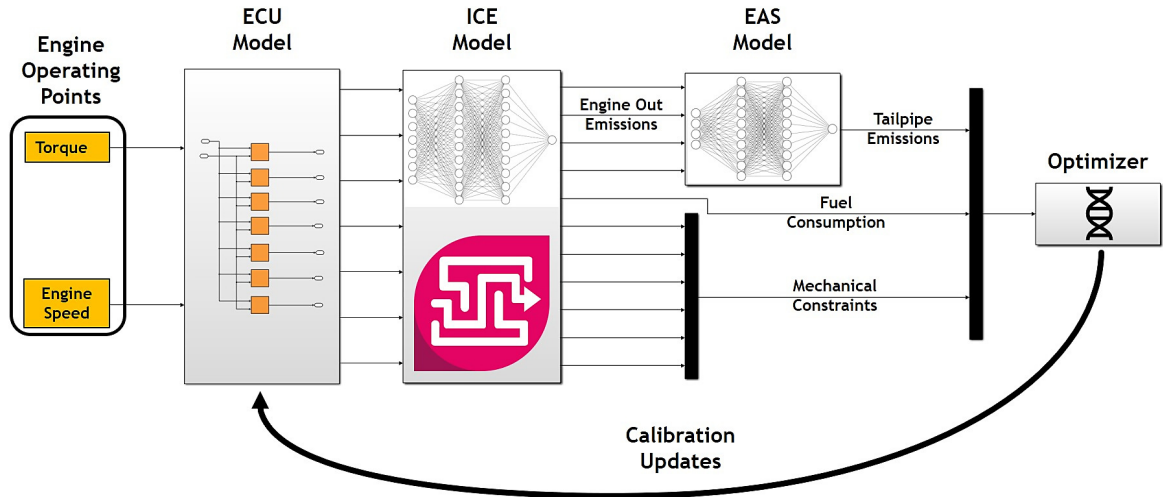 Engine
Operating
Points
Torque
Engine
Speed
ECU
Model
ICE
Model
Engine Out
Emissions
EAS
Model
Tailpipe
Emissions
Fuel
Consumption
Mechanical
Constraints
Optimizer
Calibration
Updates